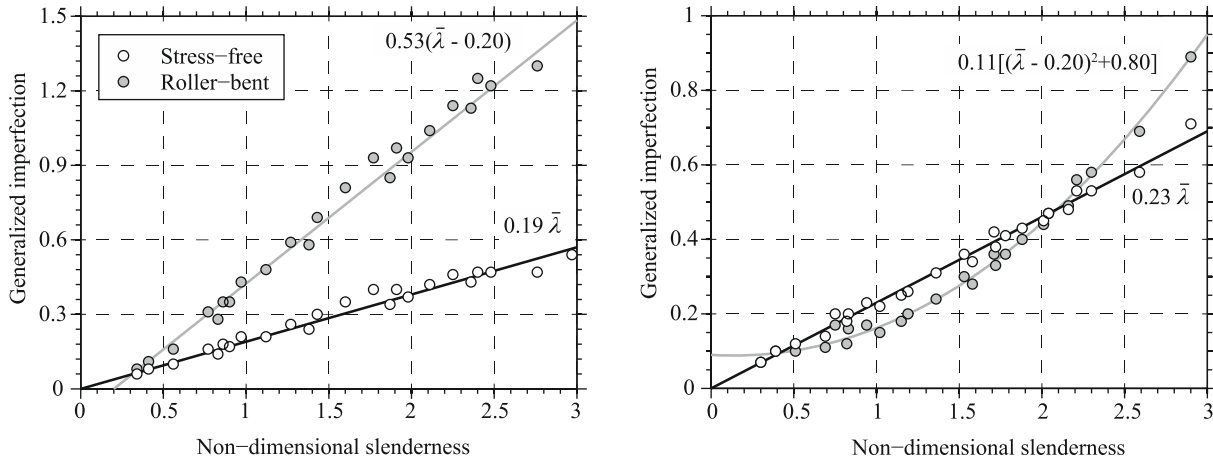 1.5
0.53(λ̄ - 0.20)
Stress−free
Roller−bent
1.2
0.9
Generalized imperfection
0.6
0.19 λ̄
0.3
0
0 0.5 1 1.5 2 2.5 3
Non−dimensional slenderness
1
0.11[(λ̄ - 0.20)²+0.80]
0.8
0.6
Generalized imperfection
0.23 λ̄
0.4
0.2
0
0 0.5 1 1.5 2 2.5 3
Non−dimensional slenderness